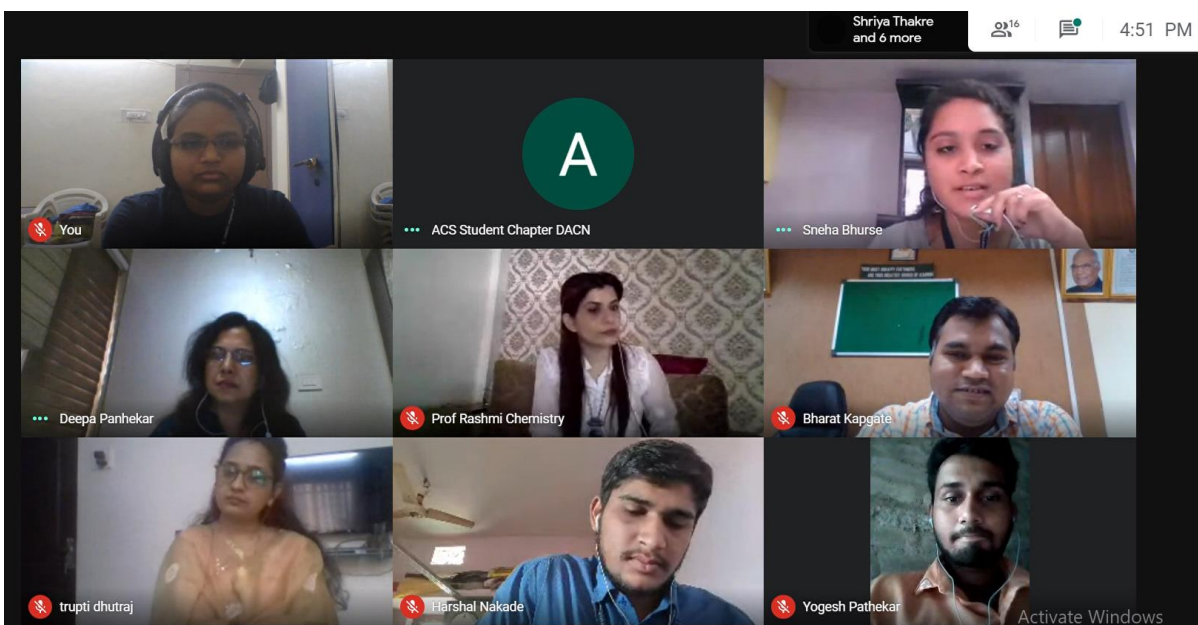 Shriya Thakre
and 6 more
16
4:51 PM
You
A
ACS Student Chapter DACN
Sneha Bhurse
Deepa Panhekar
Prof Rashmi Chemistry
Bharat Kapgate
trupti dhutraj
Harshal Nakade
Yogesh Pathekar
Activate Windows